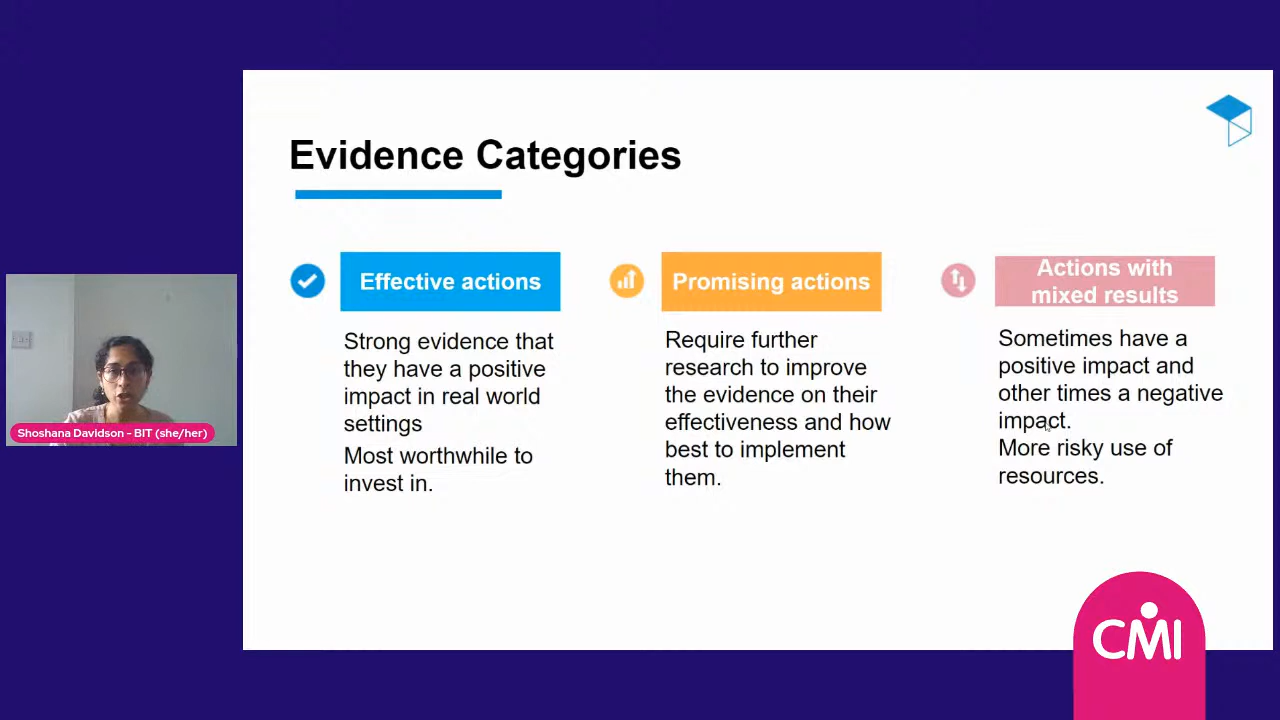 Evidence Categories
Effective actions
Strong evidence that
they have a positive
impact in real world
settings
Most worthwhile to
invest in.
Promising actions
Require further
research to improve
the evidence on their
effectiveness and how
best to implement
them.
Actions with
mixed results
Sometimes have a
positive impact and
other times a negative
impact.
More risky use of
resources.
Shoshana Davidson - BIT (she/her)
CMI